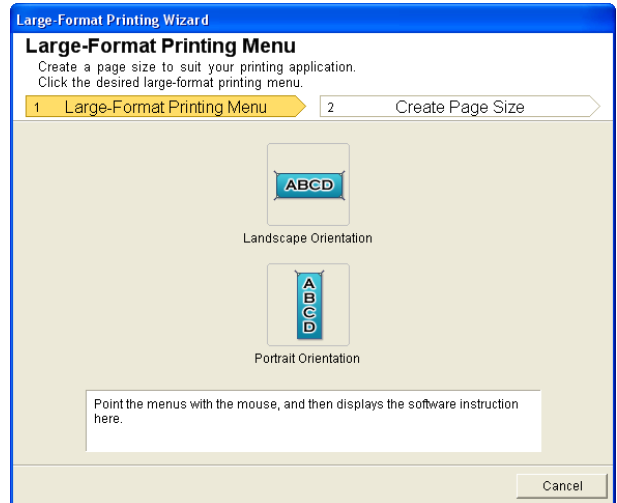 Large-Format Printing Wizard
Large-Format Printing Menu
Create a page size to suit your printing application.
Click the desired large-format printing menu.
1 Large-Format Printing Menu 2 Create Page Size
ABCD
Landscape Orientation
A
B
C
D
Portrait Orientation
Point the menus with the mouse, and then displays the software instruction
here.
Cancel